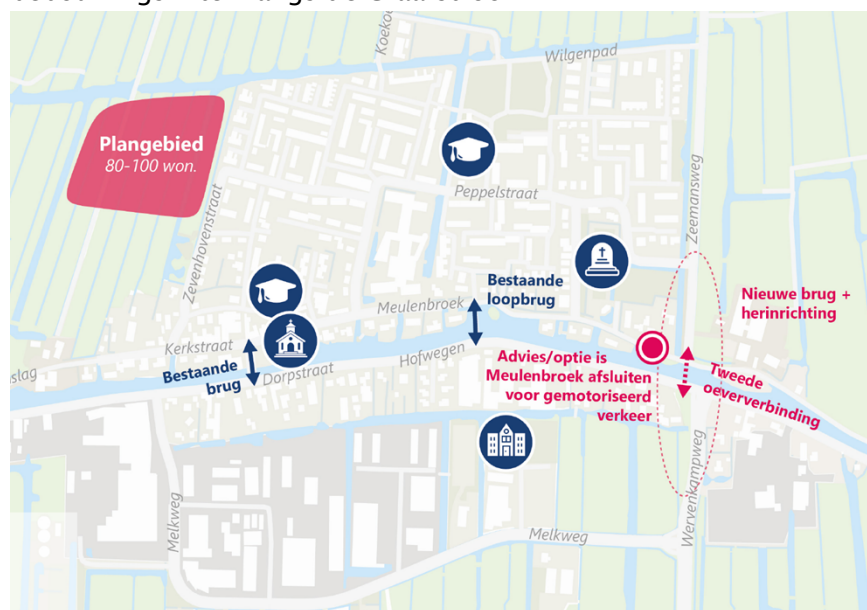 Koekoe
Wilgenpad
Plangebied
80-100 won.
Peppelstraat
Zeemansweg
Zevenhovenstraat
Bestaande
loopbrug
Nieuwe brug +
herinrichting
Meulenbroek
Kerkstraat
Hofwegen
Bestaande
brug
Dorpstraat
slag
Advies/optie is
Meulenbroek afsluiten
voor gemotoriseerd
verkeer
Tweede
oeververbinding
Melkweg
Melkweg
Wervenkampweg